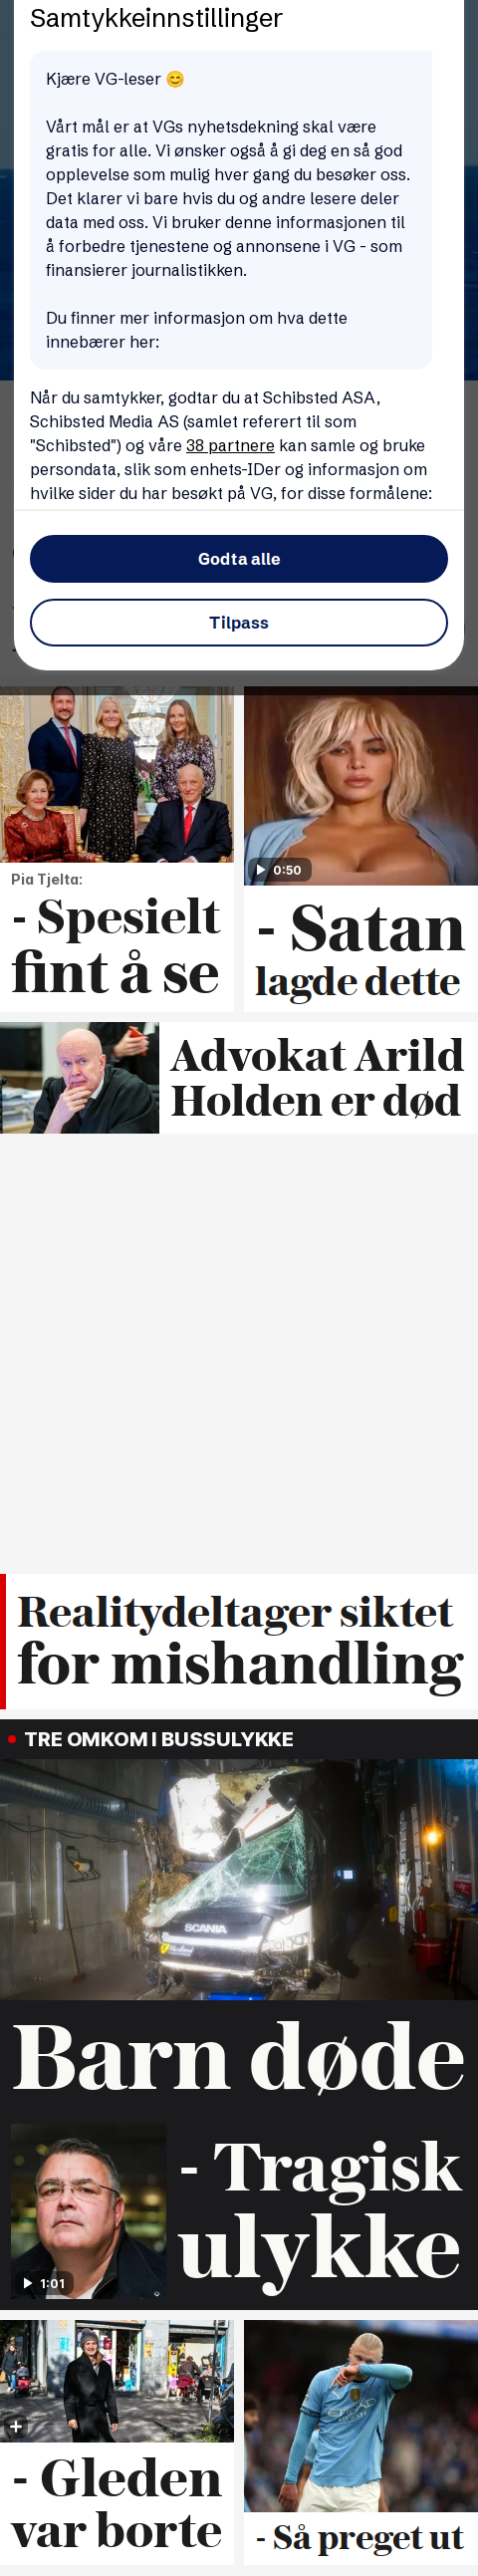 Samtykkeinnstillinger
Kjære VG-leser 😊
Vårt mål er at VGs nyhetsdekning skal være
gratis for alle. Vi ønsker også å gi deg en så god
opplevelse som mulig hver gang du besøker oss.
Det klarer vi bare hvis du og andre lesere deler
data med oss. Vi bruker denne informasjonen til
å forbedre tjenestene og annonsene i VG - som
finansierer journalistikken.
Du finner mer informasjon om hva dette
innebærer her:
Når du samtykker, godtar du at Schibsted ASA,
Schibsted Media AS (samlet referert til som
"Schibsted") og våre 38 partnere kan samle og bruke
persondata, slik som enhets-IDer og informasjon om
hvilke sider du har besøkt på VG, for disse formålene:
Godta alle
Tilpass
Pia Tjelta:
- Spesielt
fint å se
0:50
- Satan
lagde dette
Advokat Arild
Holden er død
Realitydeltager siktet
for mishandling
TRE OMKOM I BUSSULYKKE
SCANIA
Barn døde
1:01
- Tragisk
ulykke
- Gleden
var borte
- Så preget ut